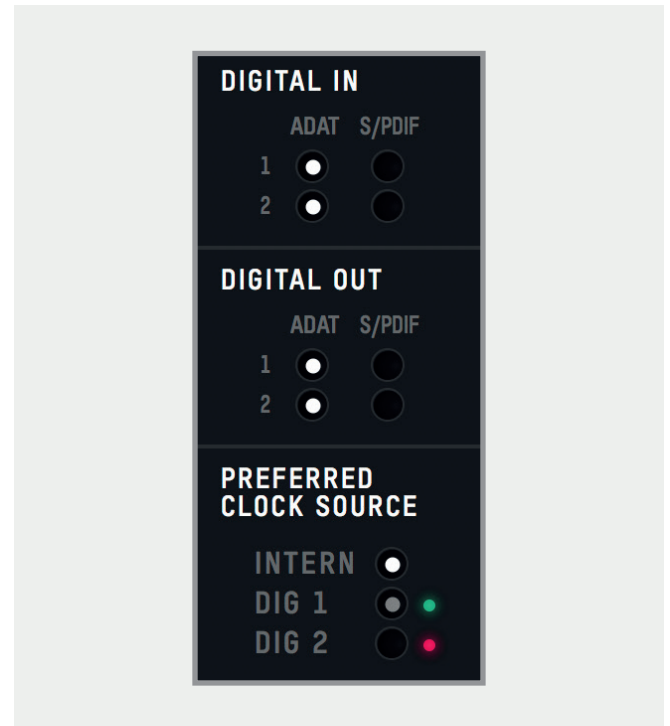 DIGITAL IN
ADAT S/PDIF
1
2
DIGITAL OUT
ADAT S/PDIF
1
2
PREFERRED
CLOCK SOURCE
INTERN
DIG 1
DIG 2